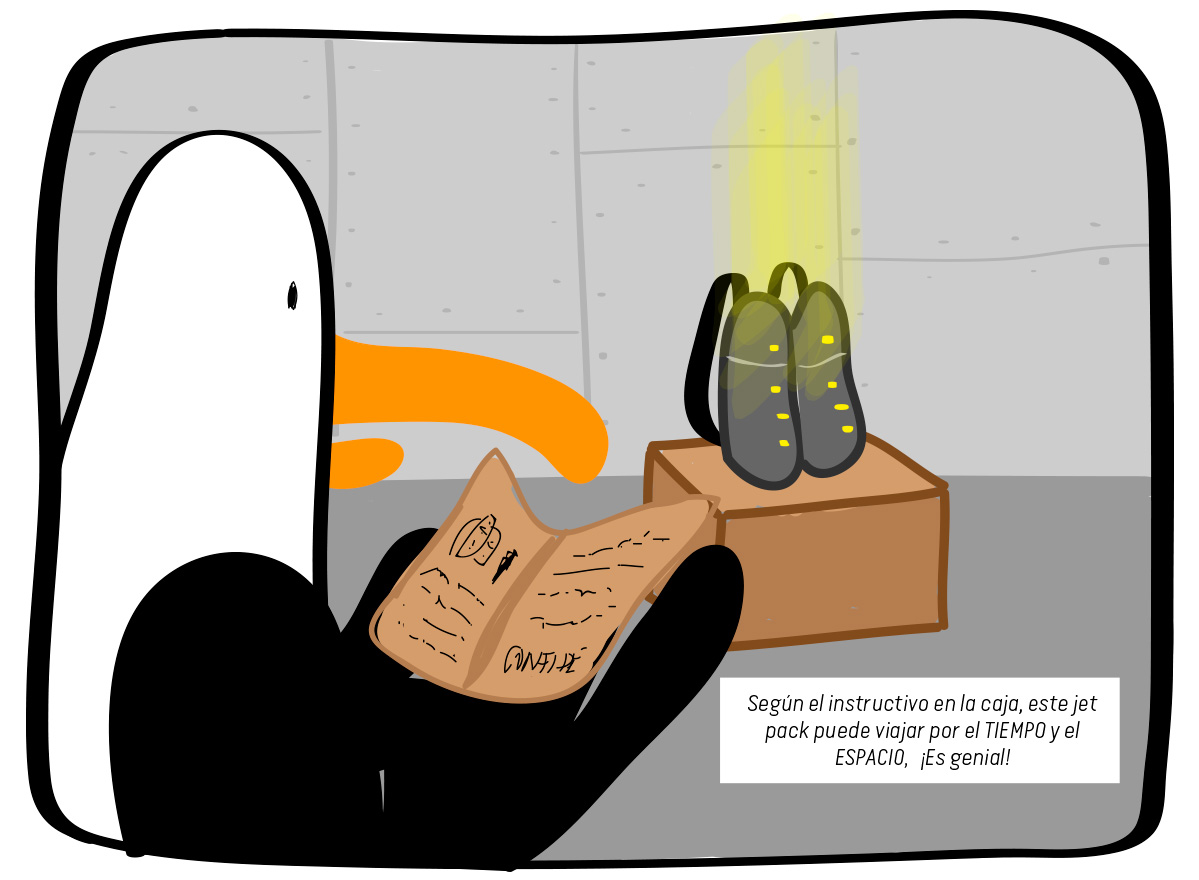 Según el instructivo en la caja, este jet
pack puede viajar por el TIEMPO y el
ESPACIO, ¡Es genial!